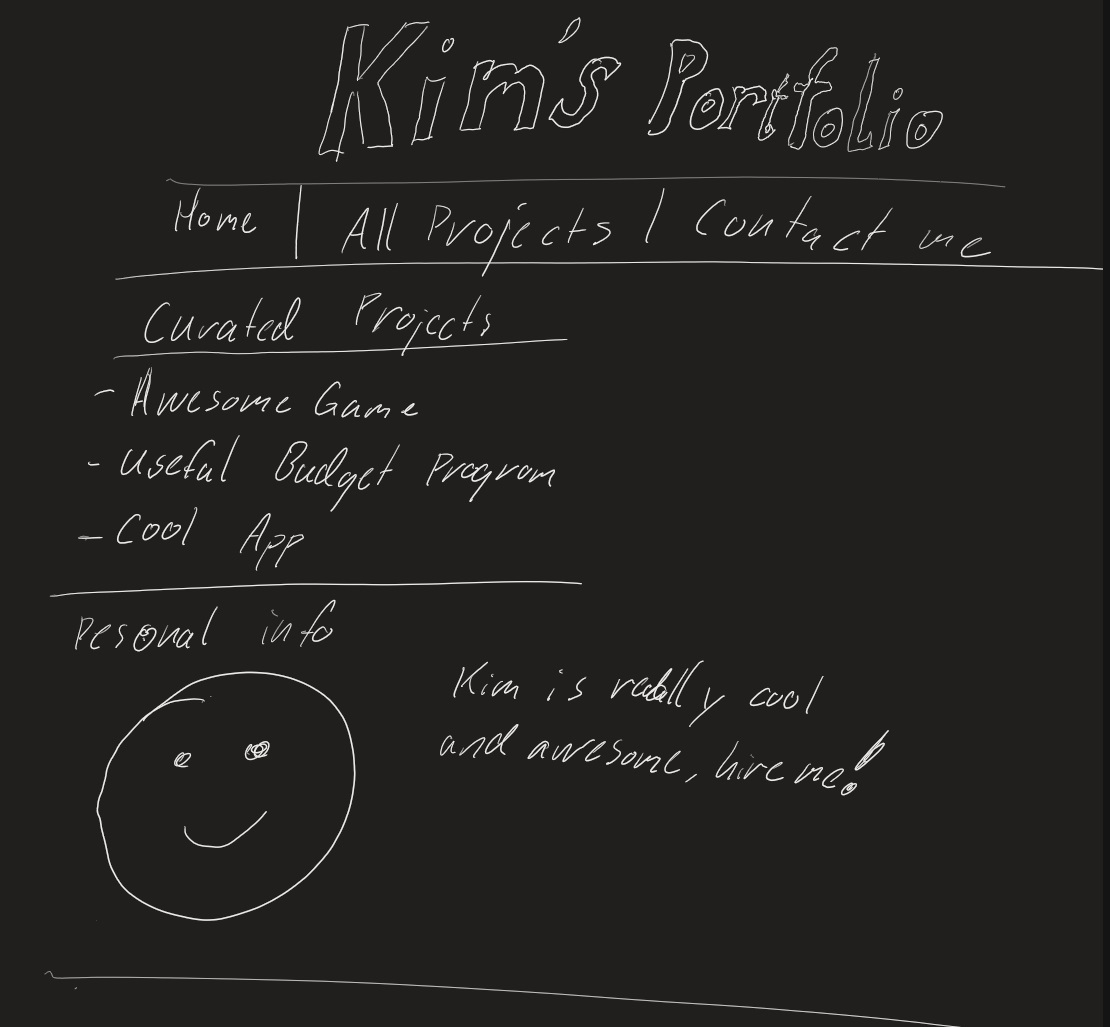 Kim's Portfolio
Home | All Projects | Contact me
Curated Projects
- Awesome Game
- Useful Budget Program
- Cool App
Pesonal info
Kim is really cool
and awesome, hire me!